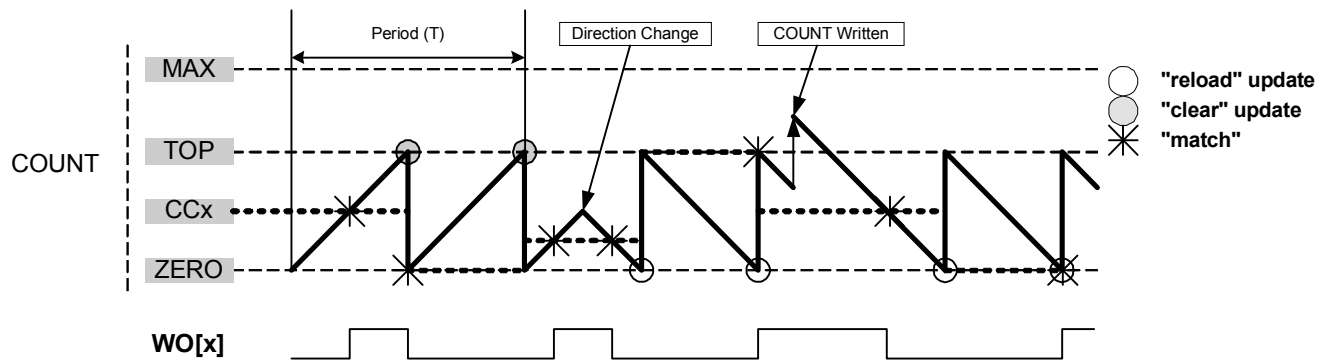 Period (T)
Direction Change
COUNT Written
MAX
"reload" update
"clear" update
TOP
"match"
COUNT
CCx
ZERO
WO[x]